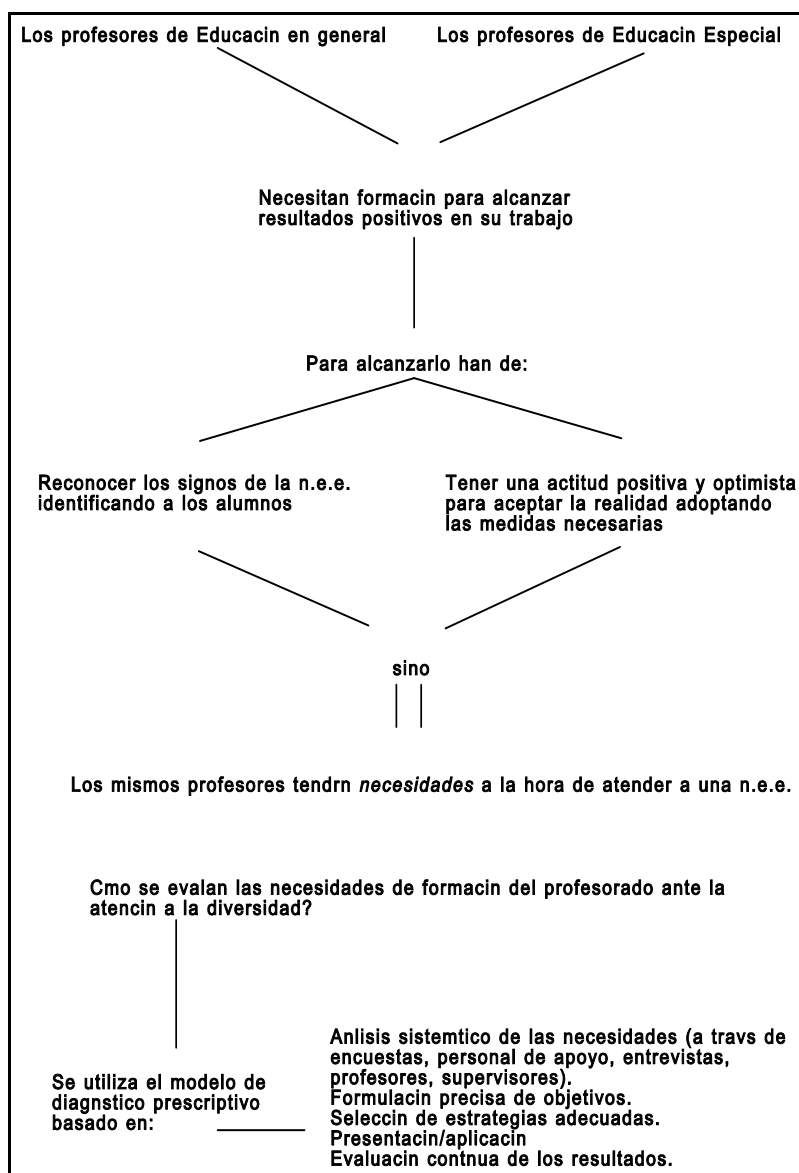 Los profesores de Educacin en general
Los profesores de Educacin Especial
Necesitan formacin para alcanzar
resultados positivos en su trabajo
Para alcanzarlo han de:
Reconocer los signos de la n.e.e.
identificando a los alumnos
Tener una actitud positiva y optimista
para aceptar la realidad adoptando
las medidas necesarias
sino
Los mismos profesores tendrn necesidades a la hora de atender a una n.e.e.
Cmo se evalan las necesidades de formacin del profesorado ante la
atencin a la diversidad?
Se utiliza el modelo de
diagnstico prescriptivo
basado en:
Anlisis sistemtico de las necesidades (a travs de
encuestas, personal de apoyo, entrevistas,
profesores, supervisores).
Formulacin precisa de objetivos.
Seleccin de estrategias adecuadas.
Presentacin/aplicacin
Evaluacin contnua de los resultados.